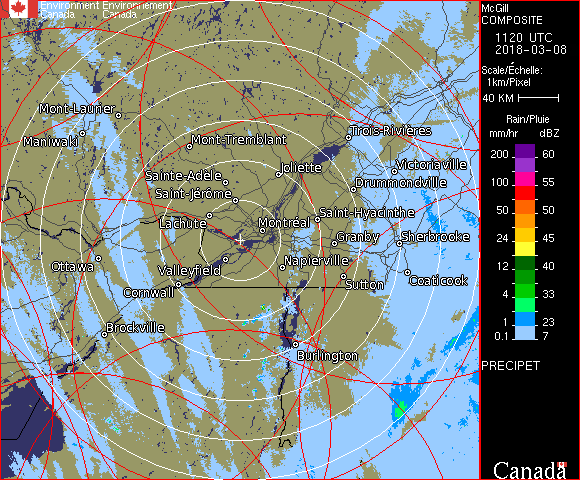 Environment Environnement
Canada Canada
McGill
COMPOSITE
1120 UTC
2018-03-08
Scale/Échelle:
1km/Pixel
40 KM
Rain/Pluie
mm/hr dBZ
200 60
100 55
50 50
24 45
12 40
4 33
1 23
0.1 7
PRECIPET
Canada
Mont-Laurier
Maniwaki
Mont-Tremblant
Trois-Rivières
Sainte-Adèle
Joliette
Victoriaville
Saint-Jérôme
Drummondville
Lachute
Montréal
Saint-Hyacinthe
Granby
Sherbrooke
Ottawa
Valleyfield
Napierville
Cornwall
Sutton
Coaticook
Brockville
Burlington